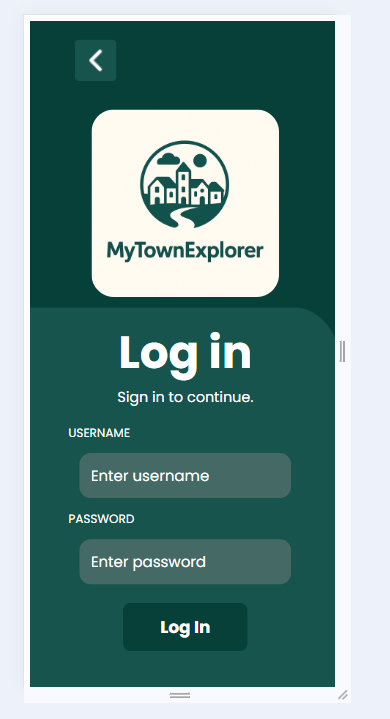 MyTownExplorer
Log in
Sign in to continue.
USERNAME
Enter username
PASSWORD
Enter password
Log In